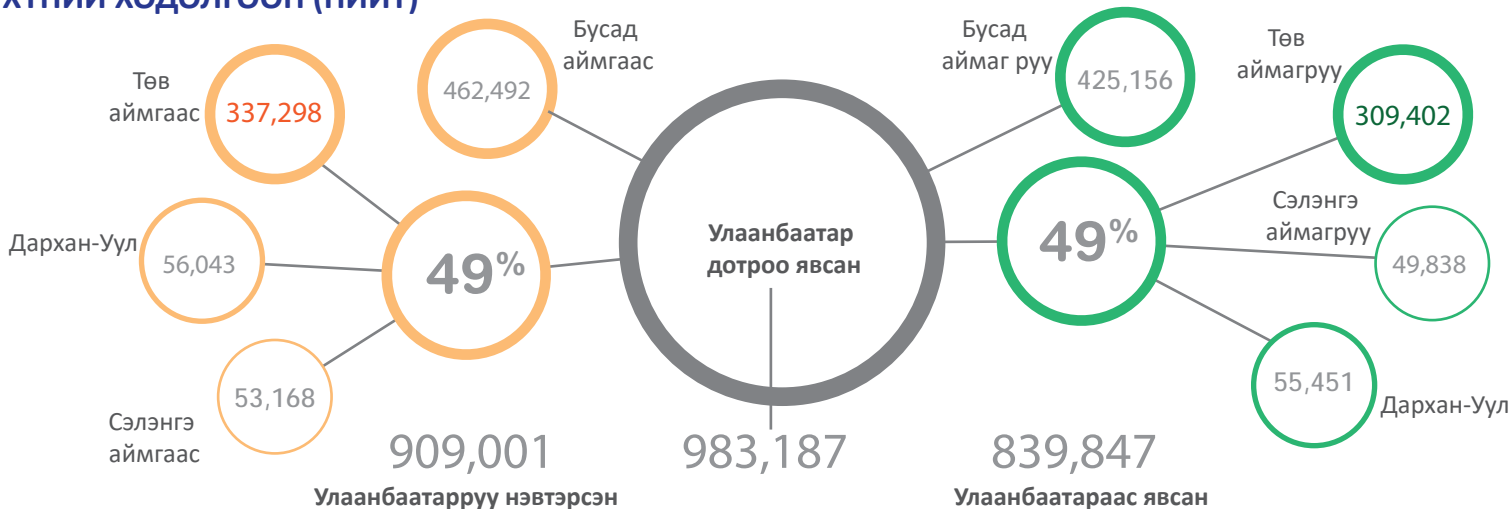 ХӨДӨЛГӨӨН (НИЙТ)
Төв
аймгаас
337,298
Бусад
аймгаас
462,492
Дархан-Уул
56,043
49%
Сэлэнгэ
аймгаас
53,168
909,001
Улаанбаатарруу нэвтэрсэн
Улаанбаатар
дотроо явсан
983,187
Бусад
аймаг руу
425,156
Төв
аймагруу
309,402
49%
Сэлэнгэ
аймагруу
49,838
55,451
Дархан-Уул
839,847
Улаанбаатараас явсан